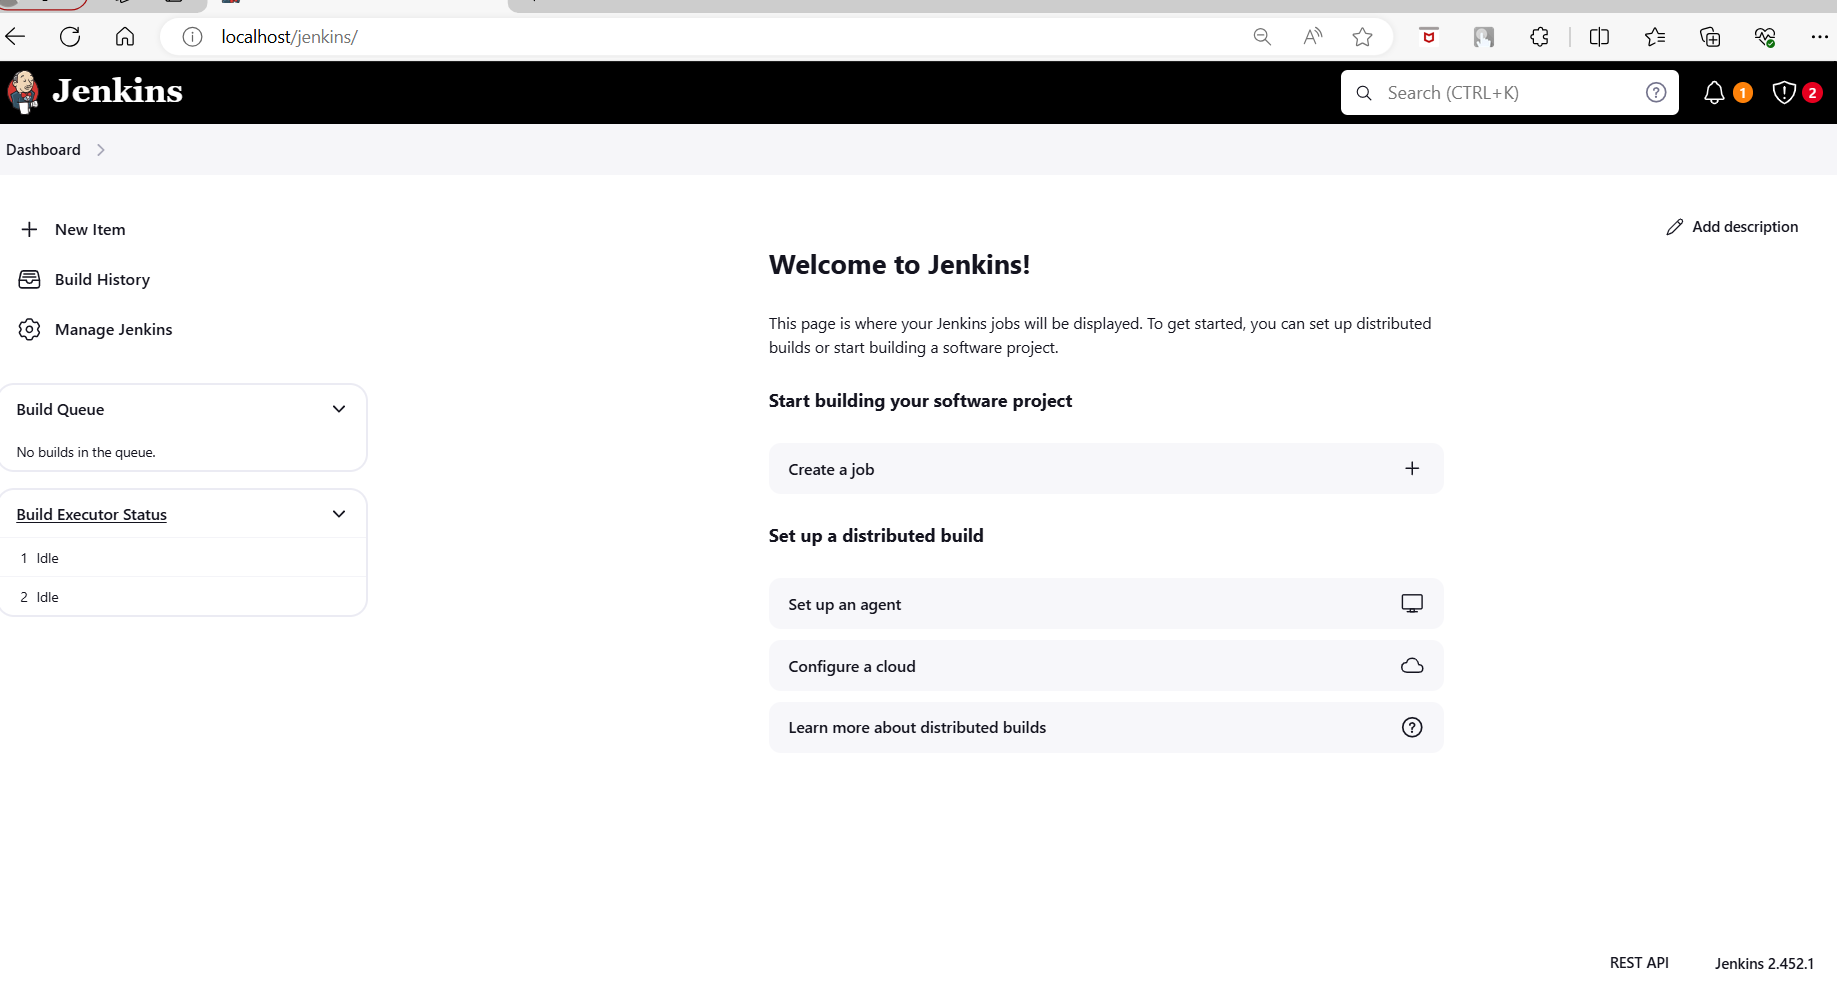 localhost/jenkins/
Jenkins
Search (CTRL+K)
1
2
Dashboard
New Item
Build History
Manage Jenkins
Build Queue
No builds in the queue.
Build Executor Status
1 Idle
2 Idle
Add description
Welcome to Jenkins!
This page is where your Jenkins jobs will be displayed. To get started, you can set up distributed
builds or start building a software project.
Start building your software project
Create a job
Set up a distributed build
Set up an agent
Configure a cloud
Learn more about distributed builds
REST API
Jenkins 2.452.1